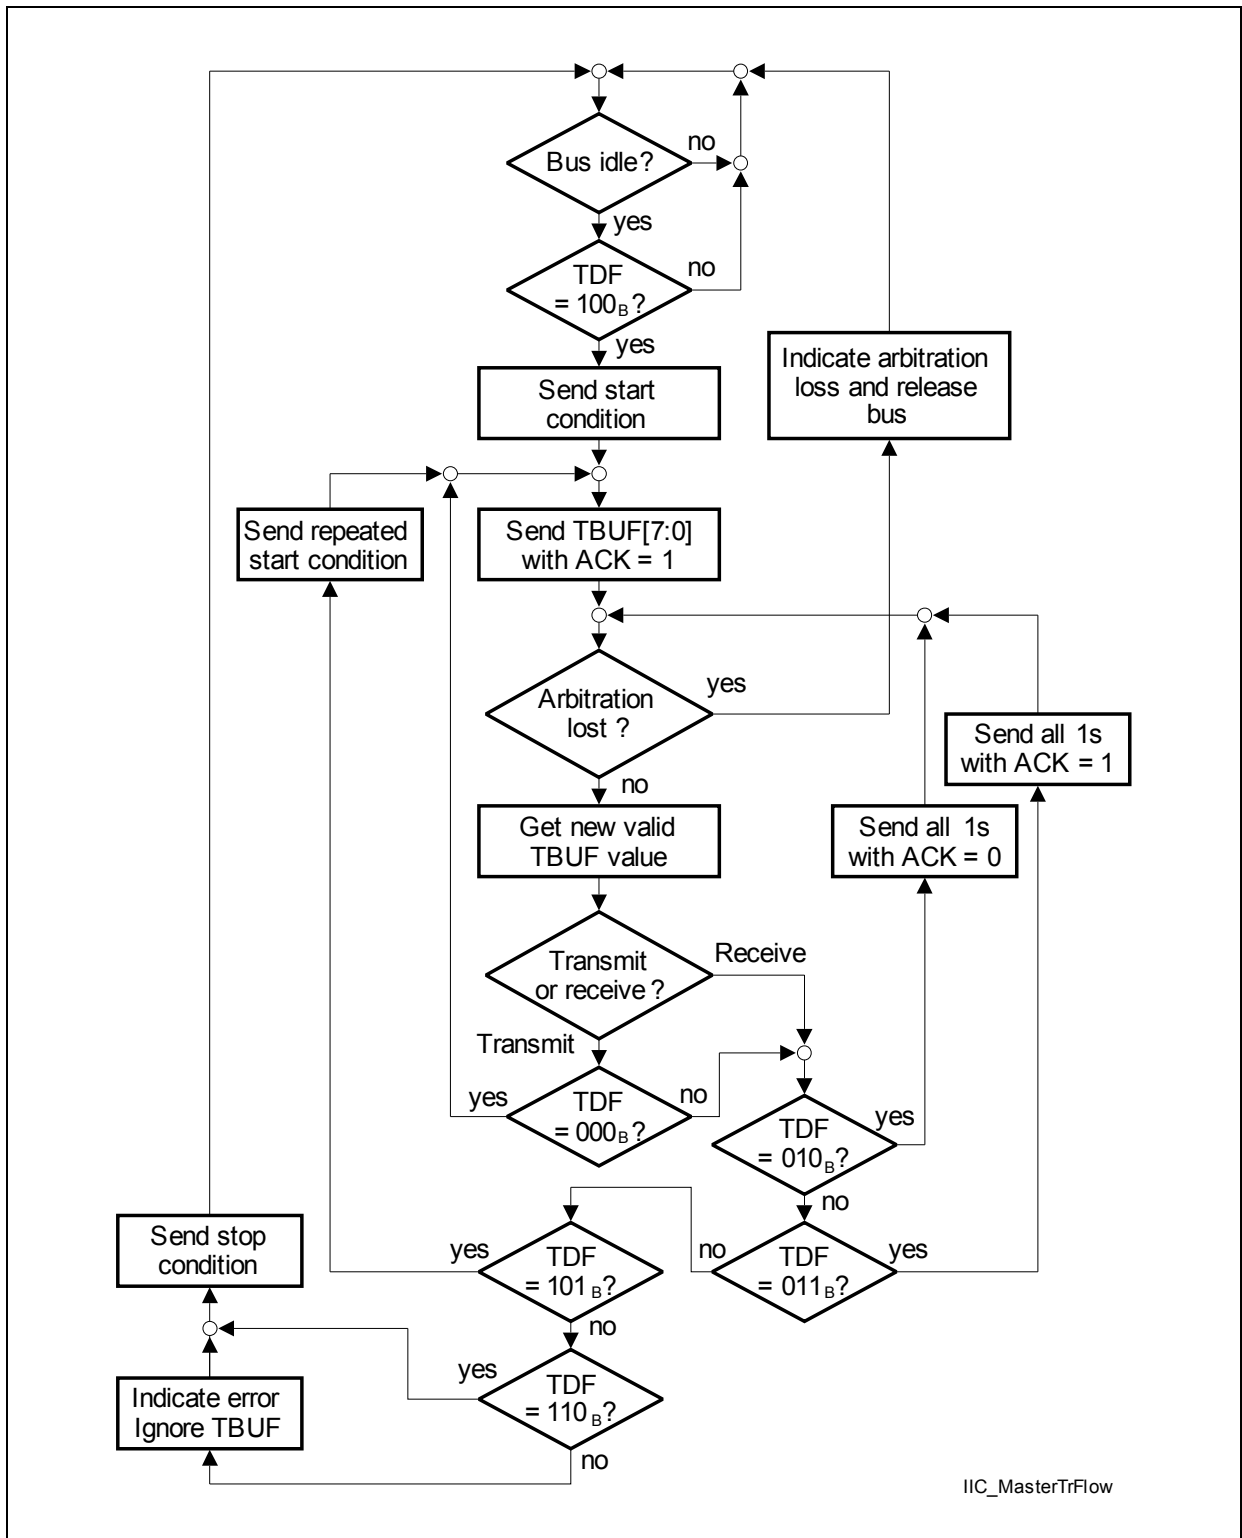 Bus idle?
no
yes
TDF
= 100B?
no
yes
Send start
condition
Indicate arbitration
loss and release
bus
Send repeated
start condition
Send TBUF[7:0]
with ACK = 1
Arbitration
lost ?
yes
no
Send all 1s
with ACK = 1
Get new valid
TBUF value
Send all 1s
with ACK = 0
Transmit
or receive ?
Receive
Transmit
TDF
= 000B?
yes
no
TDF
= 010B?
yes
no
Send stop
condition
TDF
= 101B?
yes
no
TDF
= 011B?
no
yes
Indicate error
Ignore TBUF
TDF
= 110B?
yes
no
IIC_MasterTrFlow